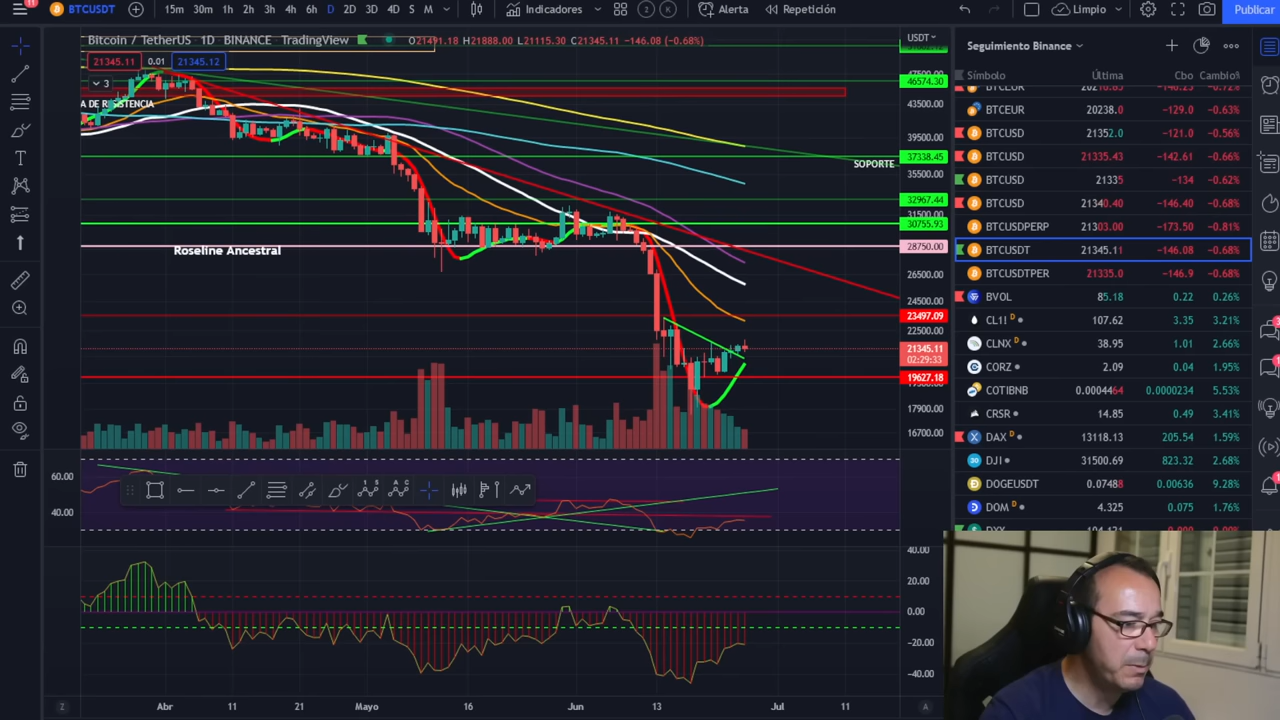 11
BTCUSDT
15m 30m 1h 2h 3h 4h 6h D 2D 3D 4D S M
Indicadores
Alerta
Repetición
Limpio
Publicar
Bitcoin / TetherUS 1D BINANCE TradingView
O21491.18 H21888.00 L21115.30 C21345.11 −146.08 (−0.68%)
21345.11 0.01 21345.12
3
A DE RESISTENCIA
SOPORTE
Roseline Ancestral
USDT
46574.30
43500.00
39500.00
37338.45
35500.00
32967.44
31500.00
30755.93
28750.00
26500.00
24500.00
23497.09
22500.00
21345.11
02:29:33
19627.18
17900.00
16700.00
60.00
40.00
40.00
20.00
0.00
−20.00
−40.00
Abr 11 21 Mayo 16 Jun 13 Jul 11
Z
A
Seguimiento Binance
Símbolo Última Cbo Cambio%
BTCEUR 20238.0 −129.0 −0.63%
BTCUSD 21352.0 −121.0 −0.56%
BTCUSD 21335.43 −142.61 −0.66%
BTCUSD 21335 −134 −0.62%
BTCUSD 21340.40 −146.40 −0.68%
BTCUSDPERP 21303.00 −173.50 −0.81%
BTCUSDT 21345.11 −146.08 −0.68%
BTCUSDTPER 21335.0 −146.9 −0.68%
BVOL 85.18 0.22 0.26%
CL1! D 107.62 3.35 3.21%
CLNX D 38.95 1.01 2.66%
CORZ D 2.09 0.04 1.95%
COTIBNB 0.0004464 0.0000234 5.53%
CRSR 14.85 0.49 3.41%
DAX D 13118.13 205.54 1.59%
DJI 31500.69 823.32 2.68%
DOGEUSDT 0.07488 0.00636 9.28%
DOM D 4.325 0.075 1.76%